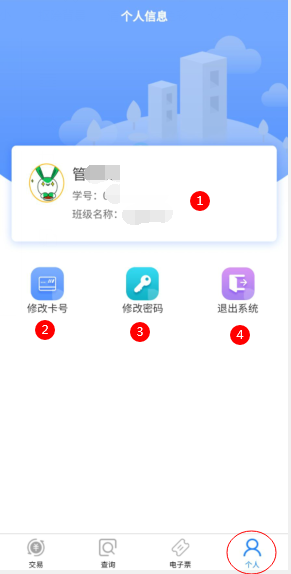 个人信息
管
学号：
班级名称：
1
修改卡号 修改密码 退出系统
2 3 4
交易 查询 电子票 个人